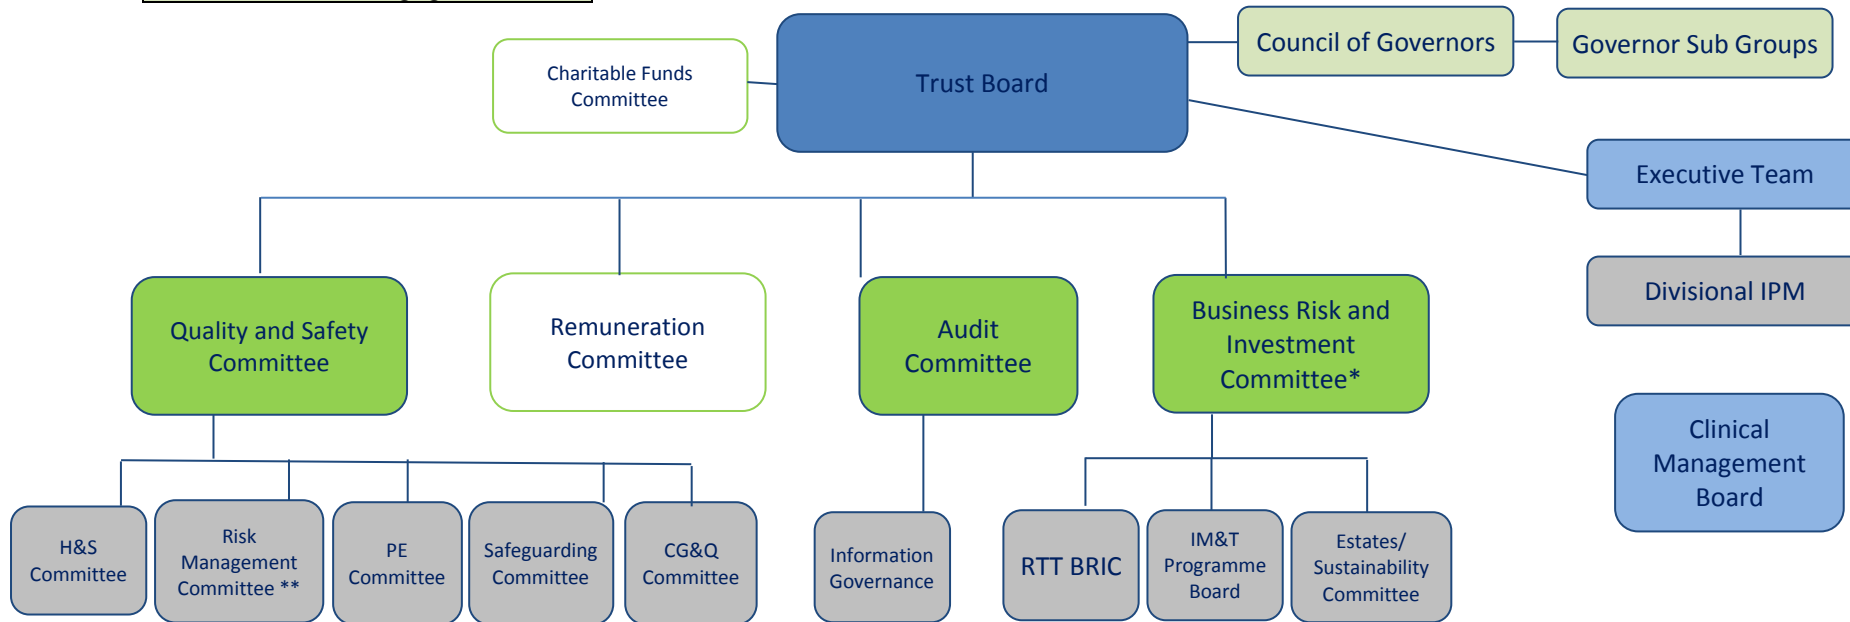 Charitable Funds
Committee
Trust Board
Council of Governors
Governor Sub Groups
Executive Team
Divisional IPM
Quality and Safety
Committee
Remuneration
Committee
Audit
Committee
Business Risk and
Investment
Committee*
Clinical
Management
Board
H&S
Committee
Risk
Management
Committee **
PE
Committee
Safeguarding
Committee
CG&Q
Committee
Information
Governance
RTT BRIC
IM&T
Programme
Board
Estates/
Sustainability
Committee